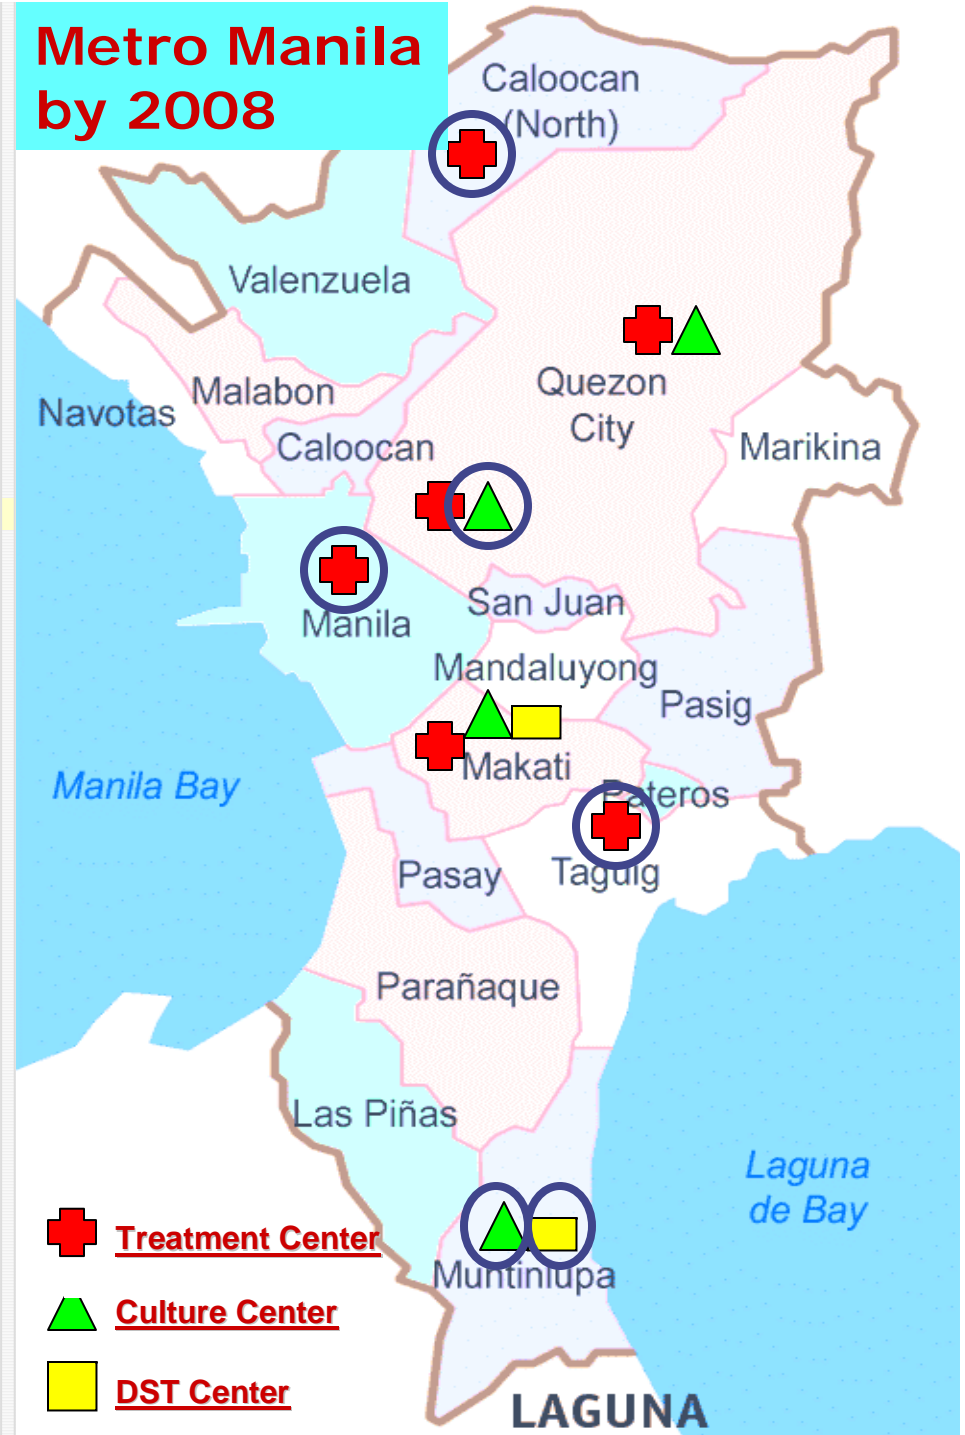 Metro Manila
by 2008
Caloocan
(North)
Valenzuela
Malabon
Navotas
Quezon
City
Caloocan
Marikina
San Juan
Manila
Mandaluyong
Pasig
Makati
Manila Bay
Pateros
Pasay
Taguig
Parañaque
Las Piñas
Laguna
de Bay
Treatment Center
Muntinlupa
Culture Center
DST Center
LAGUNA